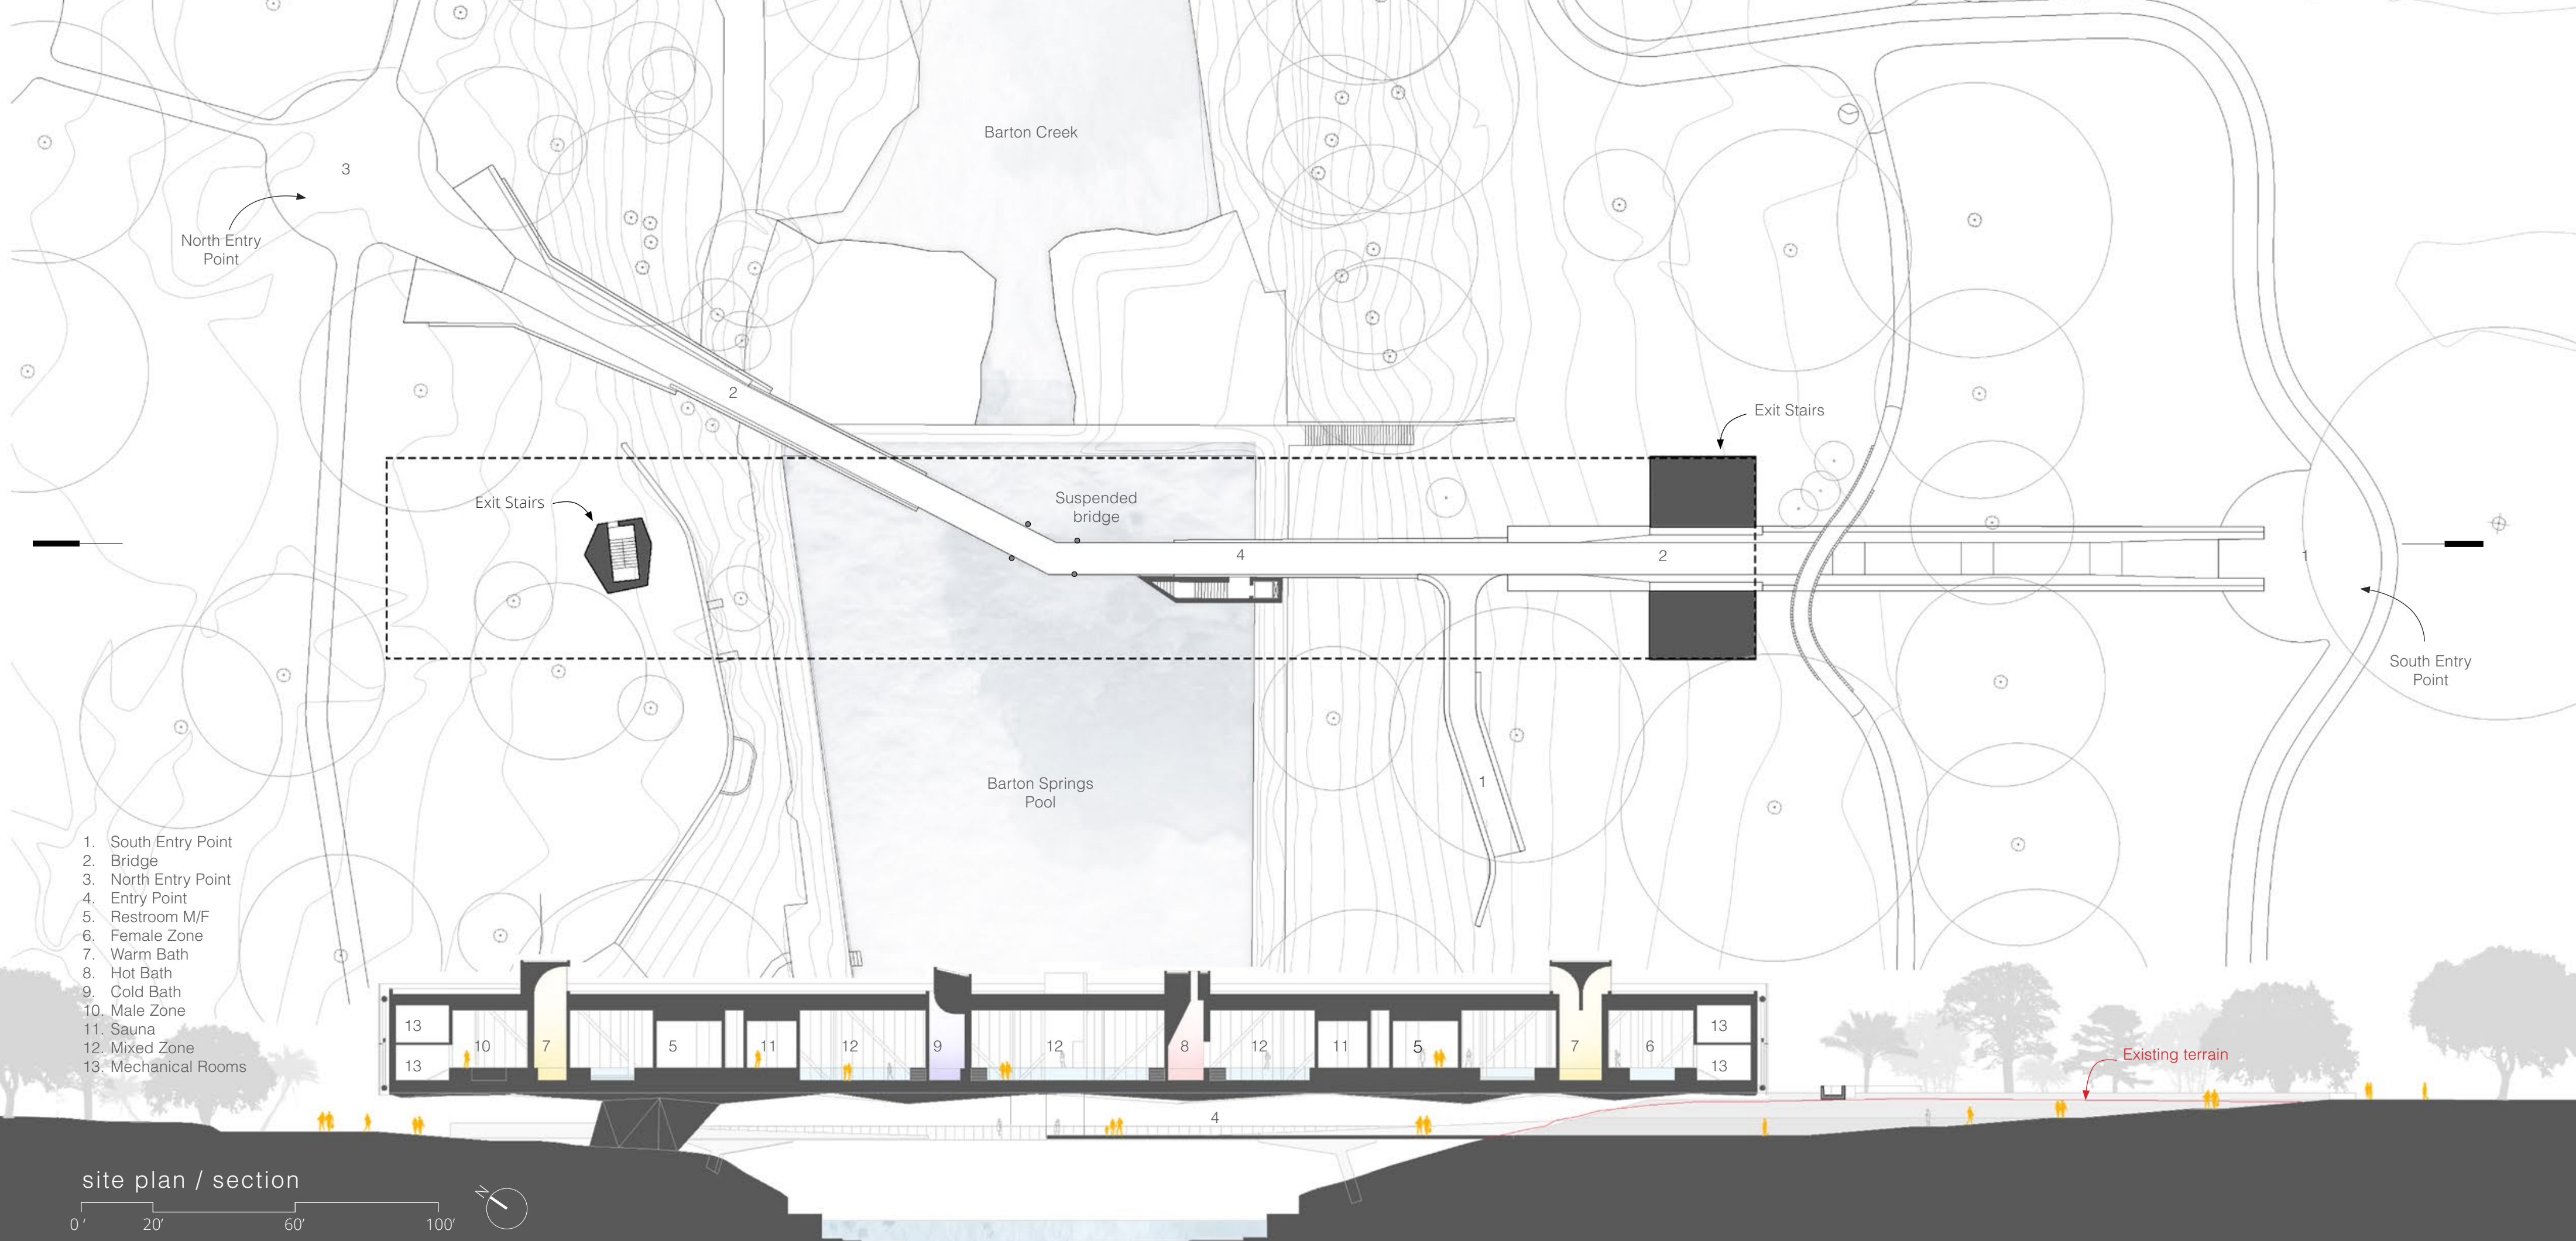 Barton Creek
3
North Entry
Point
2
Exit Stairs
Exit Stairs
Suspended
bridge
4
2
1
South Entry
Point
Barton Springs
Pool
1
1. South Entry Point
2. Bridge
3. North Entry Point
4. Entry Point
5. Restroom M/F
6. Female Zone
7. Warm Bath
8. Hot Bath
9. Cold Bath
10. Male Zone
11. Sauna
12. Mixed Zone
13. Mechanical Rooms
13 13
10 7 5 11 12 9 12 8 12 11 5 7 6
13 13
Existing terrain
4
site plan / section
N
0 ' 20' 60' 100'